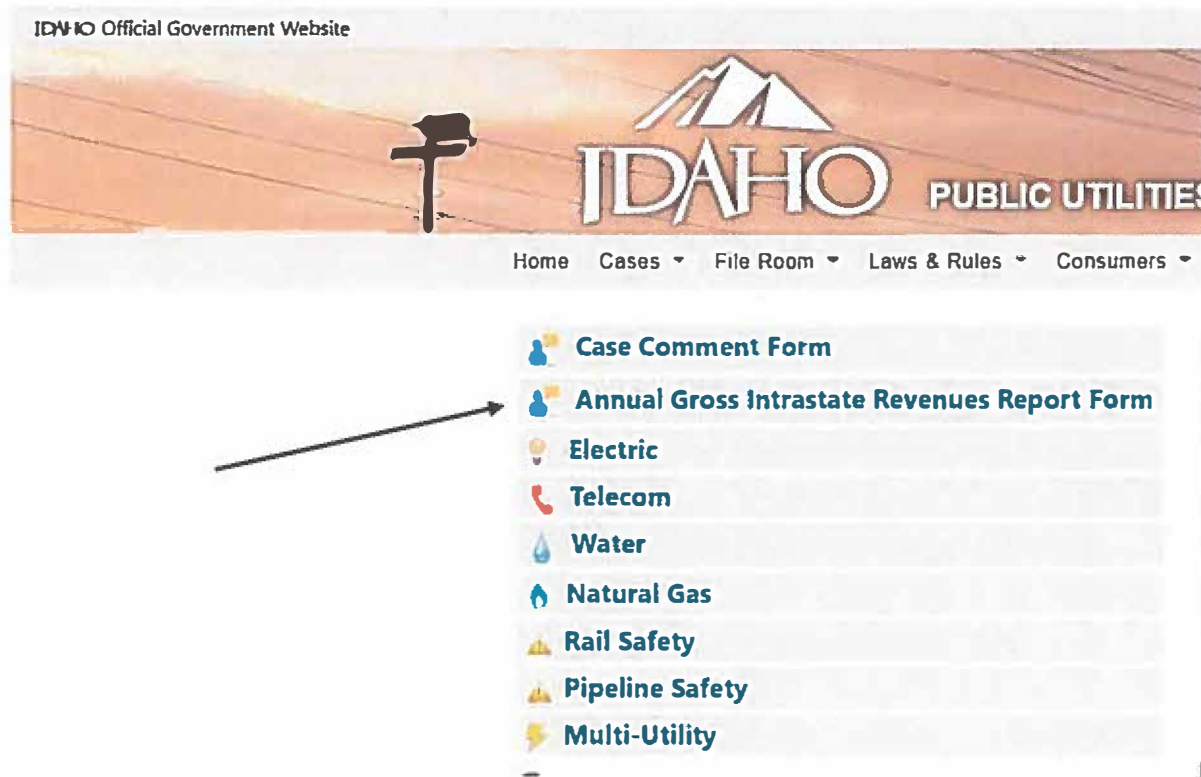 IDAHO Official Government Website
IDAHO PUBLIC UTILITIES
Home Cases File Room Laws & Rules Consumers
Case Comment Form
Annual Gross Intrastate Revenues Report Form
Electric
Telecom
Water
Natural Gas
Rail Safety
Pipeline Safety
Multi-Utility